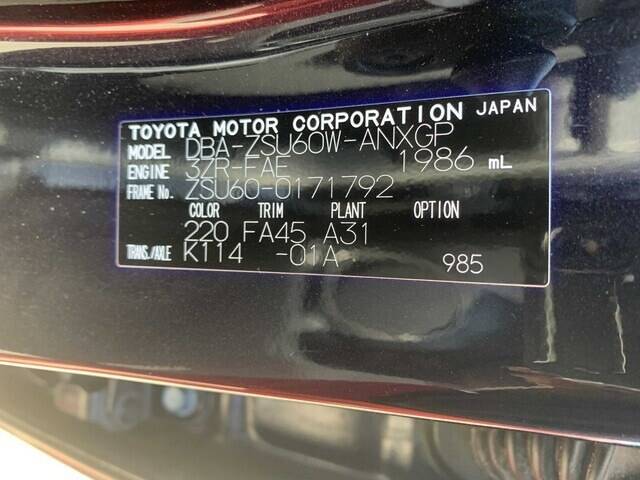 TOYOTA MOTOR CORPORATION JAPAN
MODEL DBA-ZSU60W-ANXGP
ENGINE 3ZR-FAE 1986 mL
FRAME No. ZSU60-0171792
COLOR TRIM PLANT OPTION
220 FA45 A31
TRANS./AXLE K114 -01A 985